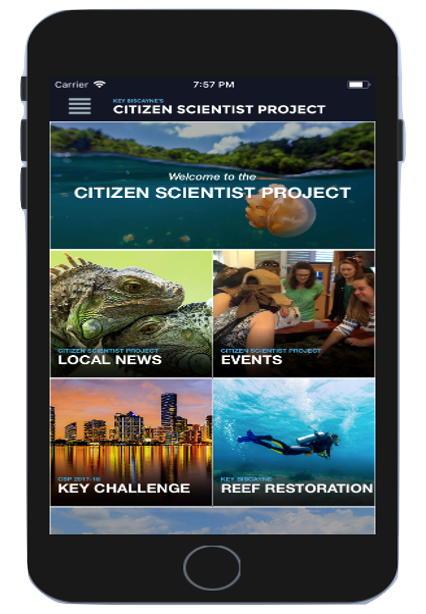 Carrier 7:57 PM
KEY BISCAYNE'S
CITIZEN SCIENTIST PROJECT
Welcome to the
CITIZEN SCIENTIST PROJECT
CITIZEN SCIENTIST PROJECT
LOCAL NEWS
CITIZEN SCIENTIST PROJECT
EVENTS
CSP 2017-18
KEY CHALLENGE
KEY BISCAYNE
REEF RESTORATION